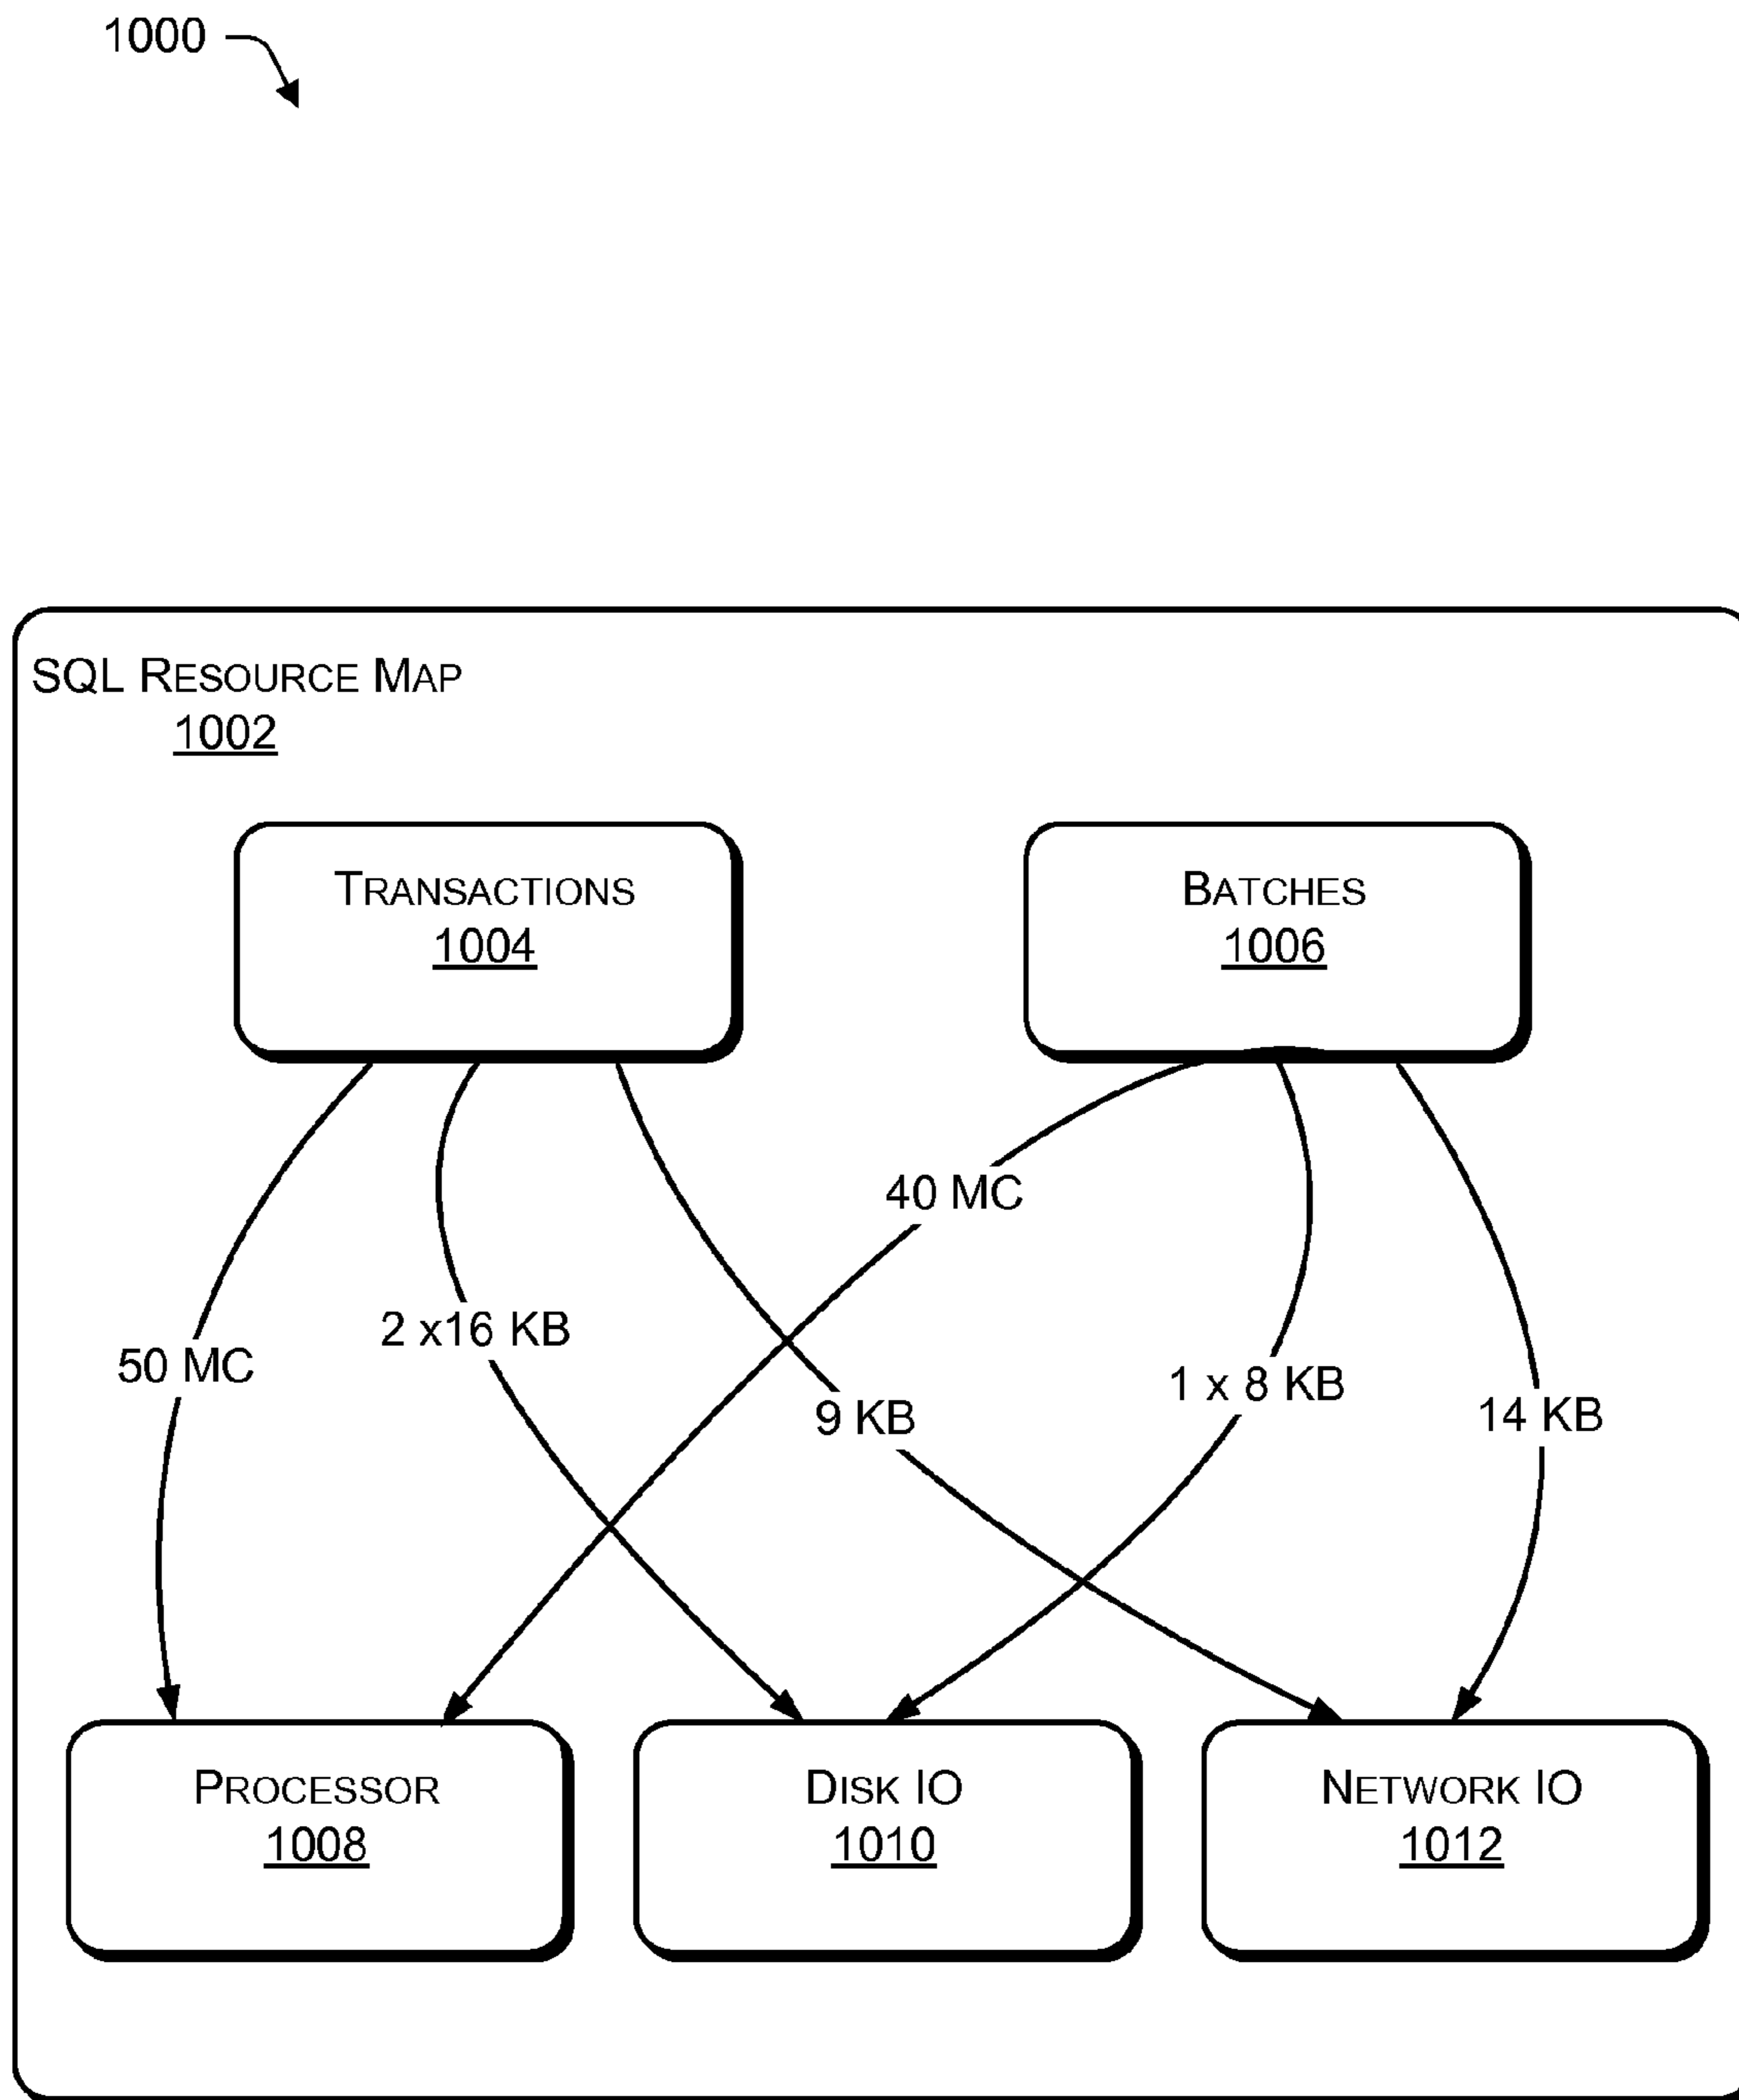 1000
SQL RESOURCE MAP
1002
TRANSACTIONS
1004
BATCHES
1006
40 MC
2 x16 KB
50 MC
1 x 8 KB
9 KB
14 KB
PROCESSOR
1008
DISK IO
1010
NETWORK IO
1012